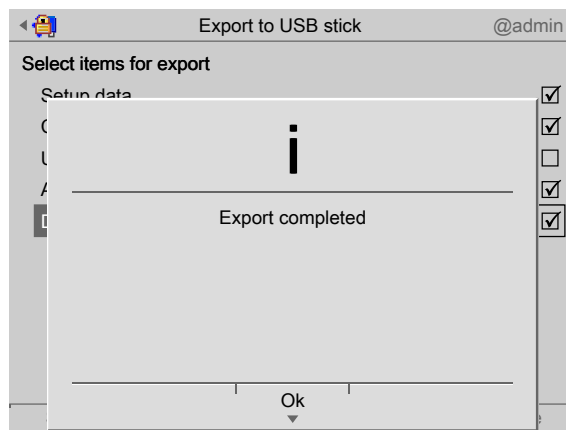 Export to USB stick @admin
Select items for export
Setup data
i
Export completed
Ok